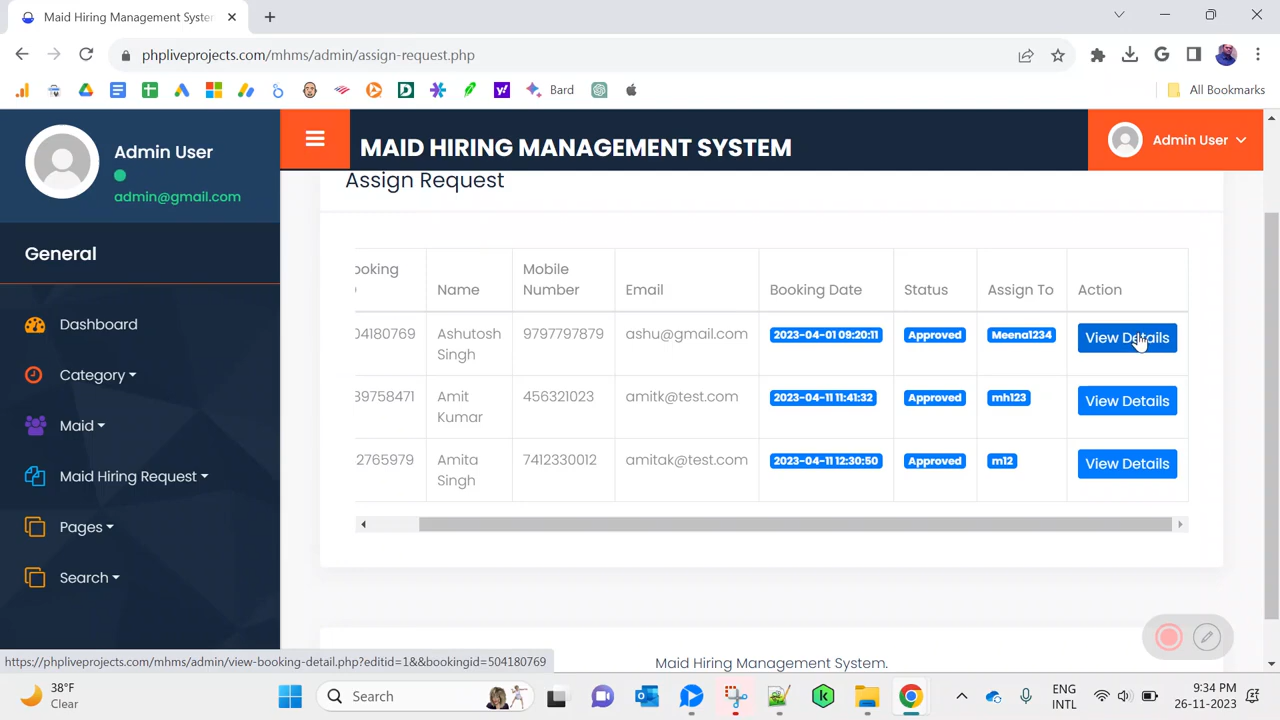 Maid Hiring Management Syste
phpliveprojects.com/mhms/admin/assign-request.php
Bard
All Bookmarks
Admin User
admin@gmail.com
MAID HIRING MANAGEMENT SYSTEM
Admin User
General
Dashboard
Category
Maid
Maid Hiring Request
Pages
Search
Assign Request
ooking
Name
Mobile
Number
Email
Booking Date
Status
Assign To
Action
04180769
Ashutosh
Singh
9797797879
ashu@gmail.com
2023-04-01 09:20:11
Approved
Meena1234
View Details
39758471
Amit
Kumar
456321023
amitk@test.com
2023-04-11 11:41:32
Approved
mh123
View Details
2765979
Amita
Singh
7412330012
amitak@test.com
2023-04-11 12:30:50
Approved
m12
View Details
Maid Hiring Management System.
https://phpliveprojects.com/mhms/admin/view-booking-detail.php?editid=1&&bookingid=504180769
38°F
Clear
Search
ENG
INTL
9:34 PM
26-11-2023